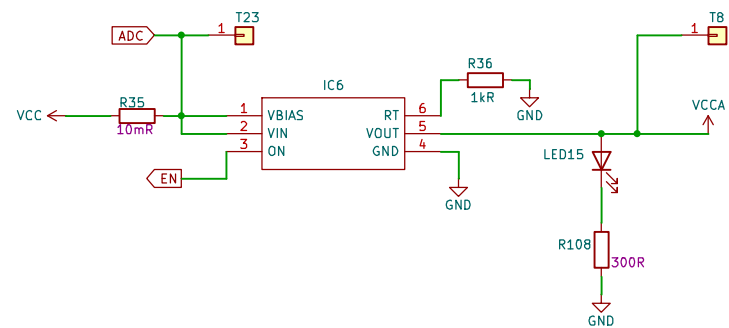 T23
1
T8
1
ADC
R36
1kR
GND
IC6
R35
10mR
VCC
1
VBIAS
RT
6
2
VIN
VOUT
5
3
ON
GND
4
VCCA
EN
GND
LED15
R108
300R
GND